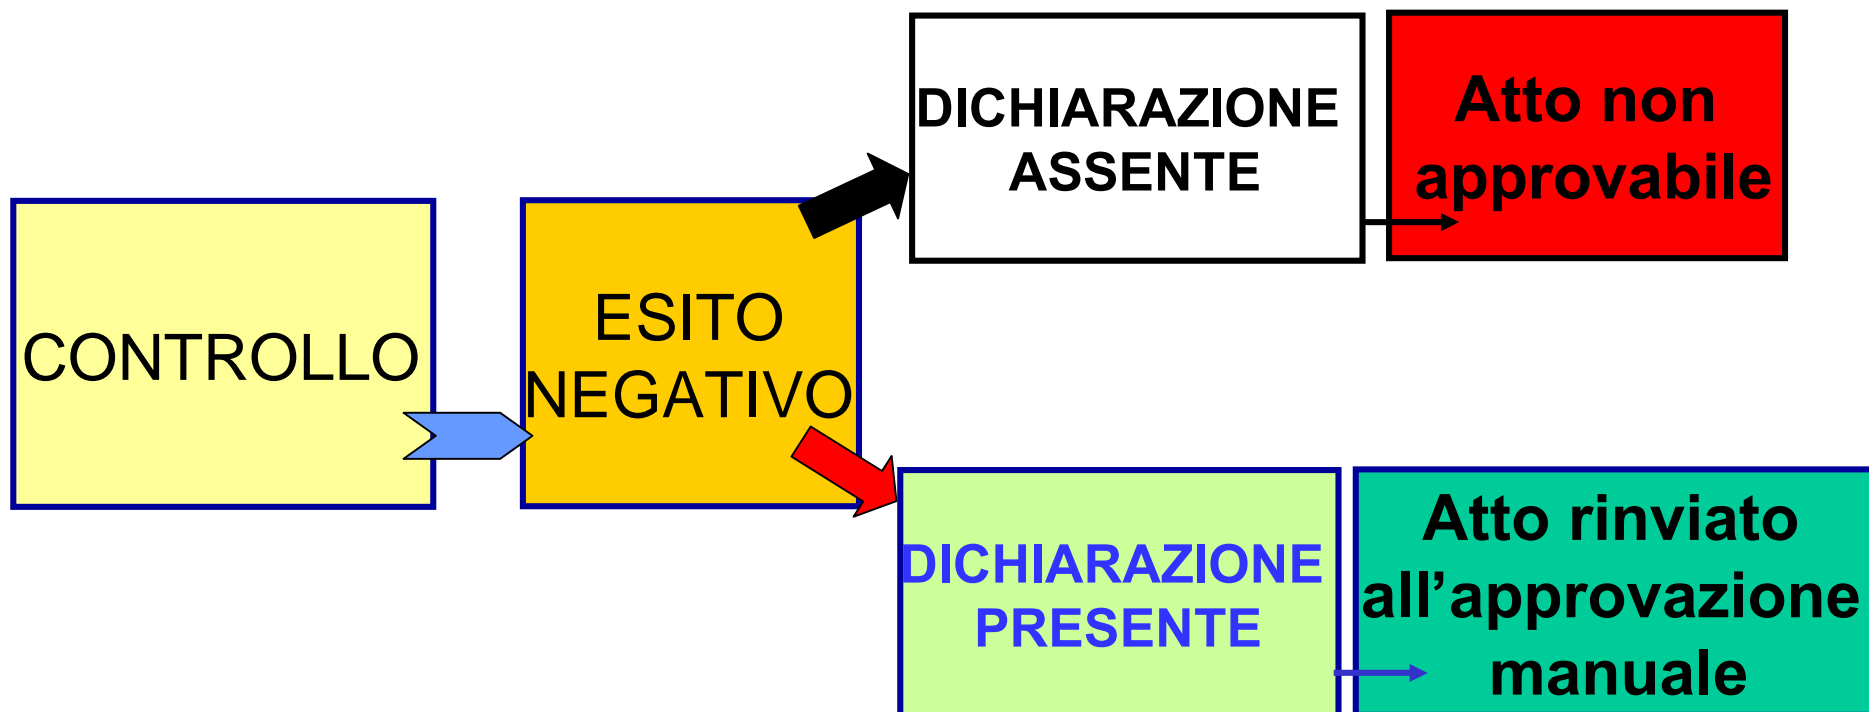 CONTROLLO
ESITO
NEGATIVO
DICHIARAZIONE
ASSENTE
Atto non
approvabile
DICHIARAZIONE
PRESENTE
Atto rinviato
all’approvazione
manuale